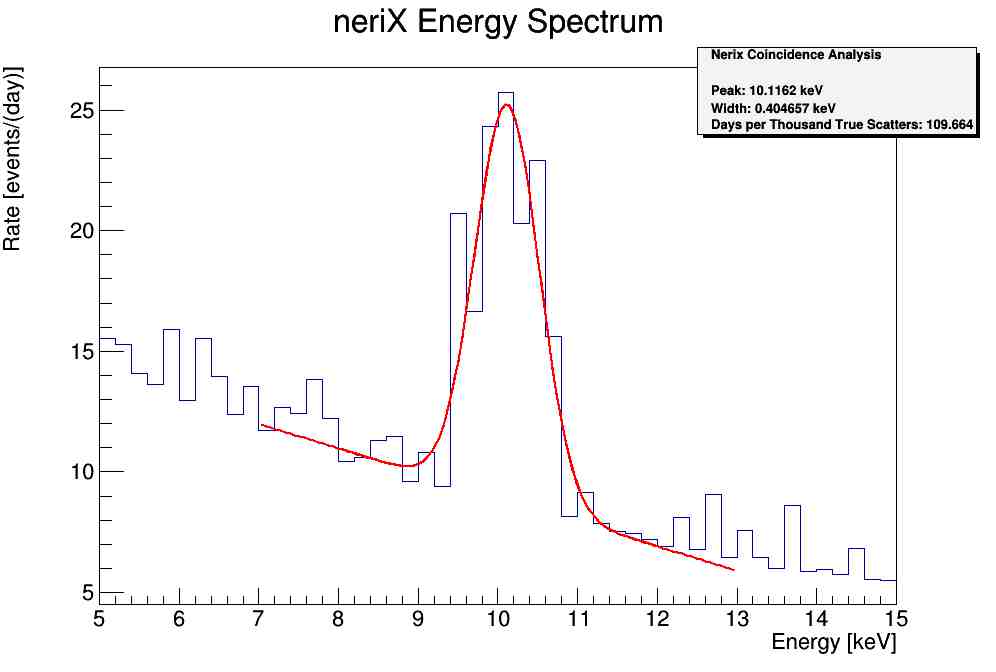 neriX Energy Spectrum
Nerix Coincidence Analysis
Peak: 10.1162 keV
Width: 0.404657 keV
Days per Thousand True Scatters: 109.664
Rate [events/(day)]
25
20
15
10
5
5 6 7 8 9 10 11 12 13 14 15
Energy [keV]